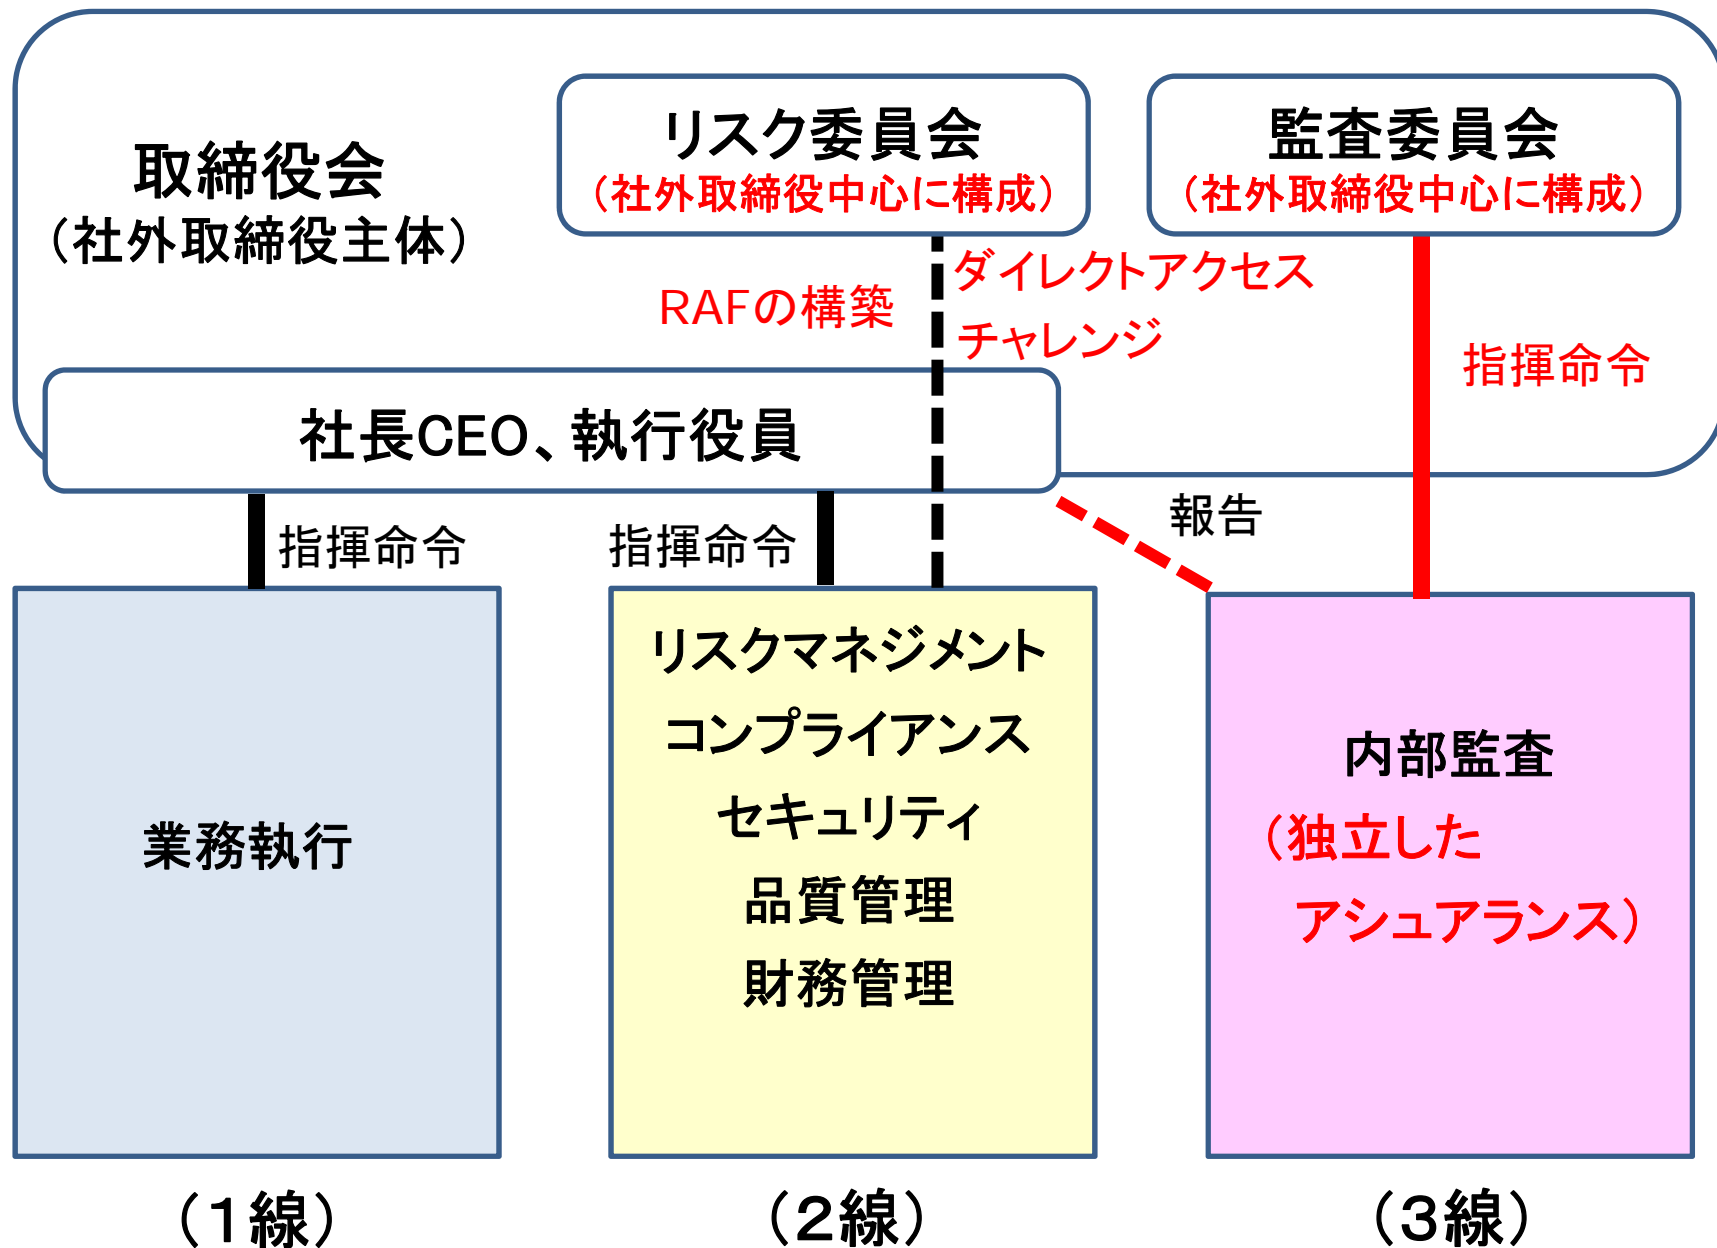 取締役会
（社外取締役主体）
リスク委員会
（社外取締役中心に構成）
監査委員会
（社外取締役中心に構成）
RAFの構築
ダイレクトアクセス
チャレンジ
指揮命令
社長CEO、執行役員
指揮命令
指揮命令
報告
業務執行
リスクマネジメント
コンプライアンス
セキュリティ
品質管理
財務管理
内部監査
（独立した
アシュアランス）
（１線）
（２線）
（３線）